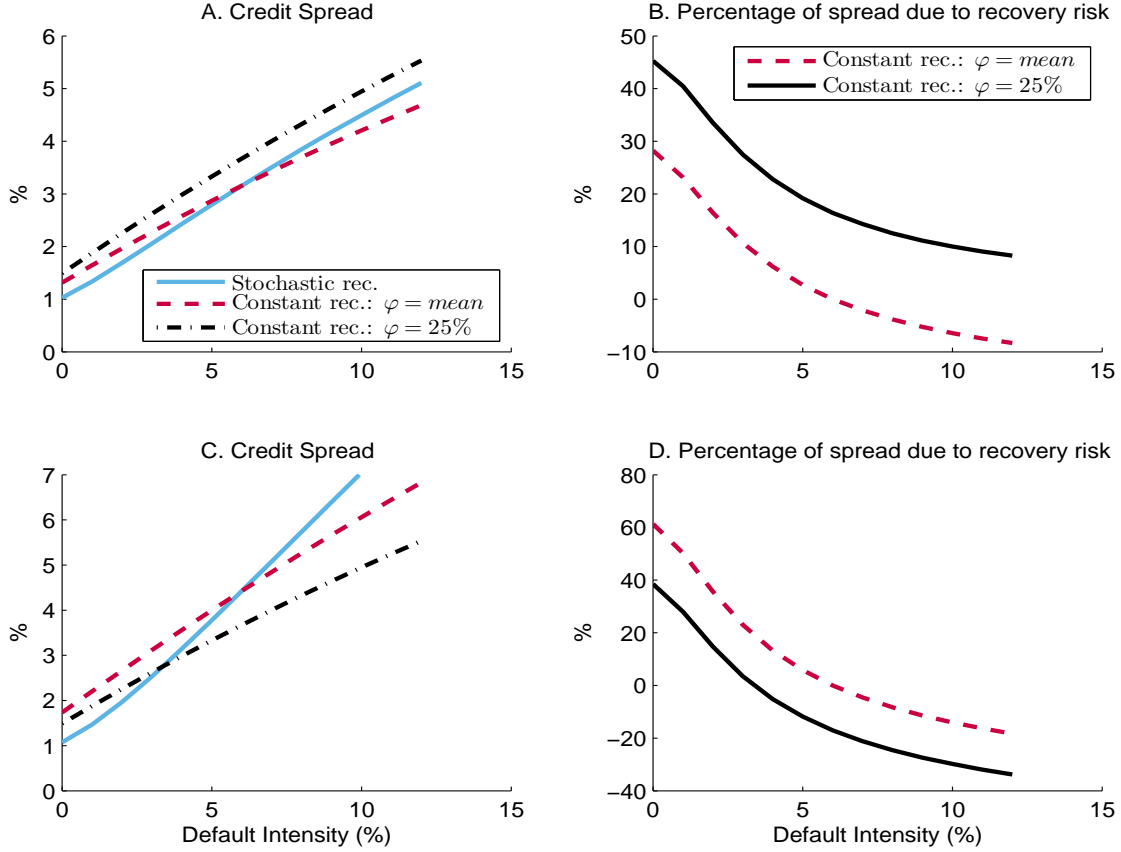 A. Credit Spread
6
5
4
3
2
1
0
%
0 5 10 15
Stochastic rec.
Constant rec.: φ = mean
Constant rec.: φ = 25%
B. Percentage of spread due to recovery risk
50
40
30
20
10
0
−10
%
0 5 10 15
Constant rec.: φ = mean
Constant rec.: φ = 25%
C. Credit Spread
7
6
5
4
3
2
1
0
%
0 5 10 15
Default Intensity (%)
D. Percentage of spread due to recovery risk
80
60
40
20
0
−20
−40
%
0 5 10 15
Default Intensity (%)